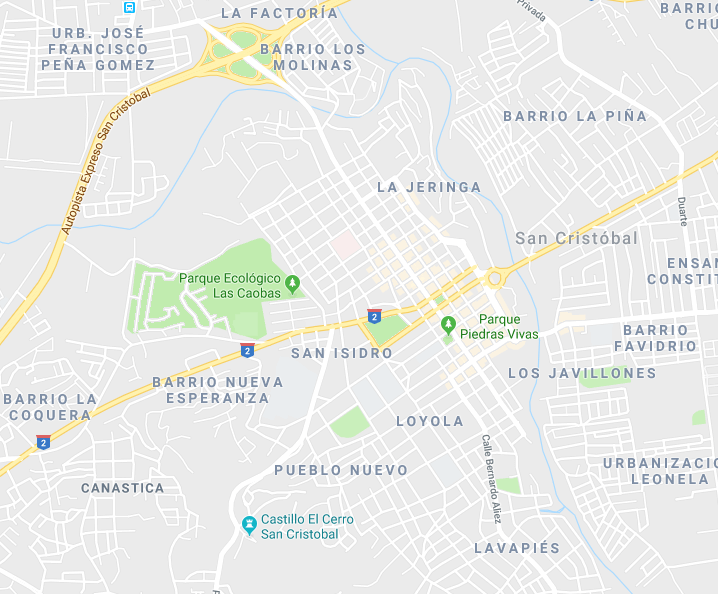 LA FACTORÍA
BARRIO
CHU
Privada
URB. JOSÉ
FRANCISCO
PEÑA GOMEZ
BARRIO LOS
MOLINAS
Autopista Expreso San Cristobal
BARRIO LA PIÑA
LA JERINGA
Duarte
San Cristóbal
ENSAN
CONSTIT
Parque Ecológico
Las Caobas
2
Parque
Piedras Vivas
BARRIO
FAVIDRIO
2
SAN ISIDRO
LOS JAVILLONES
BARRIO NUEVA
ESPERANZA
BARRIO LA
COQUERA
LOYOLA
2
Calle Bernardo Aliez
PUEBLO NUEVO
URBANIZACIO
LEONELA
CANASTICA
Castillo El Cerro
San Cristobal
LAVAPIÉS